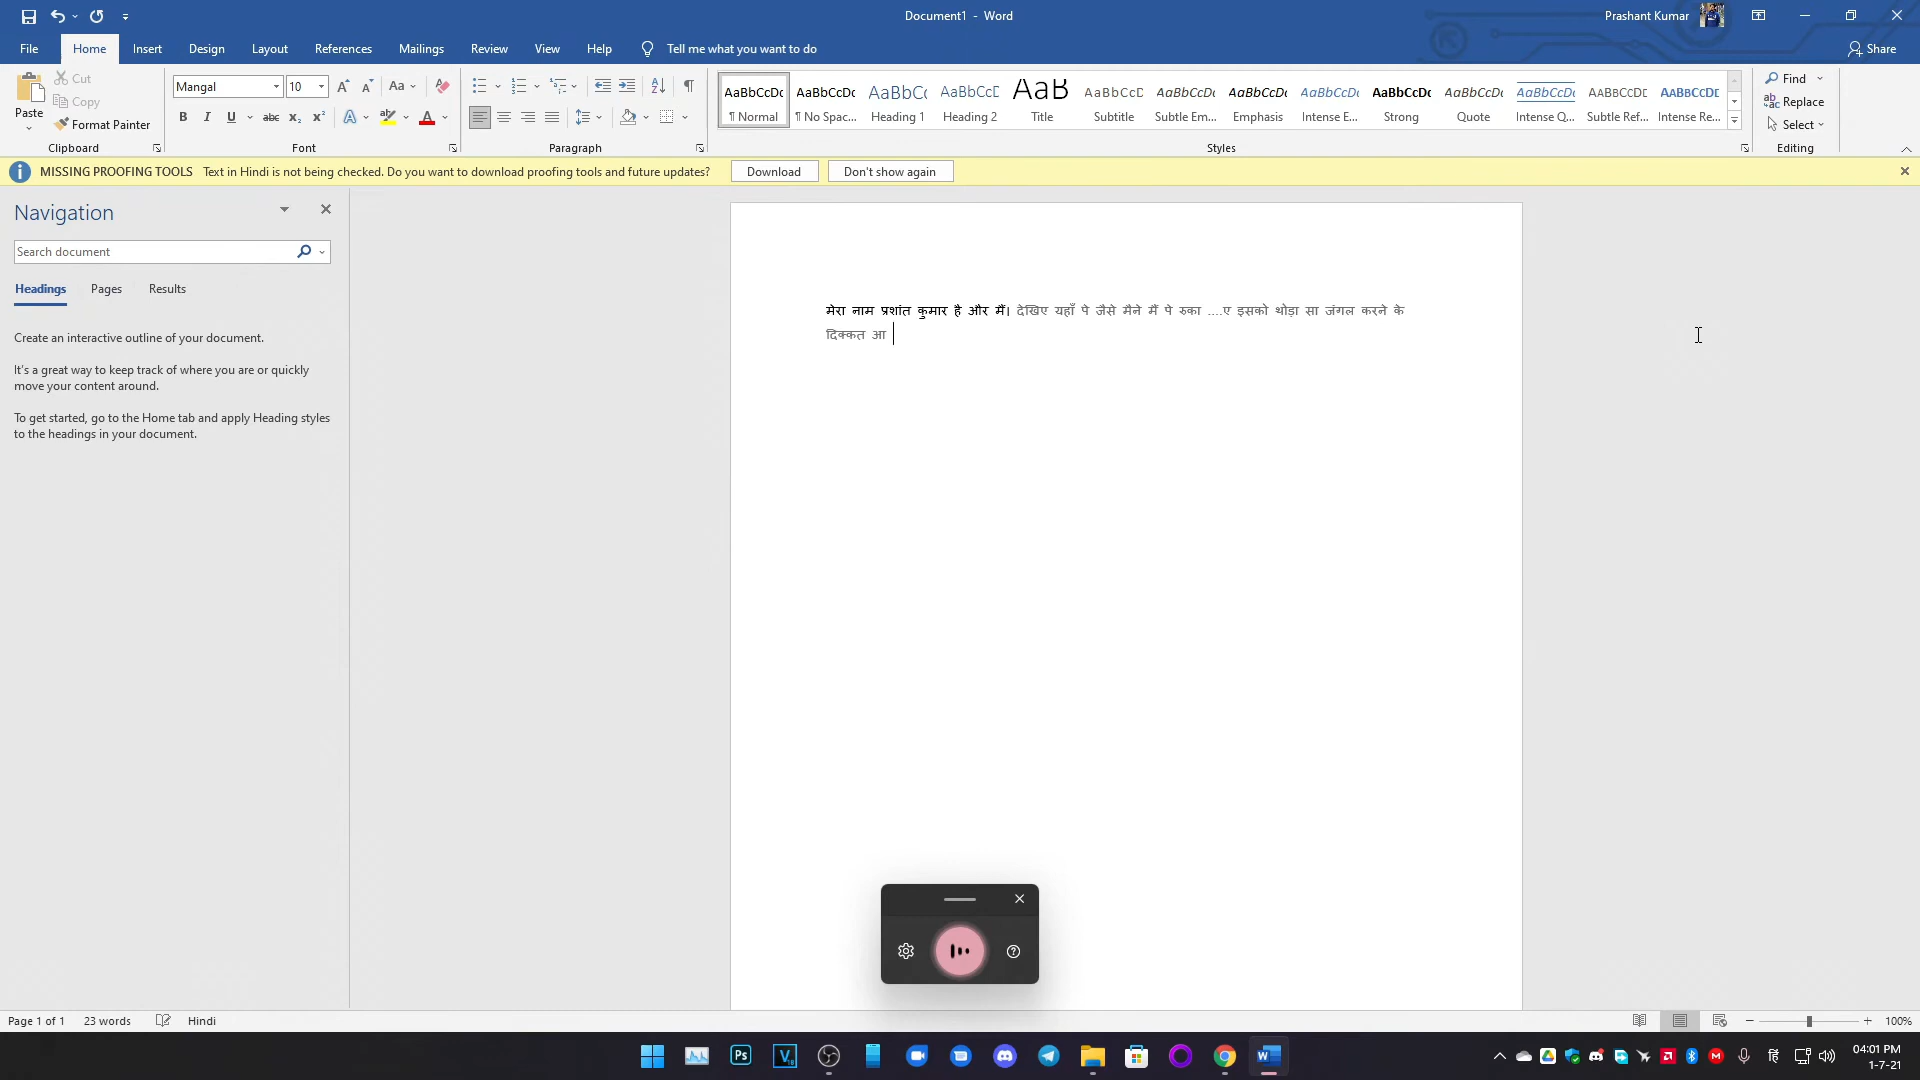 Document1 - Word
Prashant Kumar
File Home Insert Design Layout References Mailings Review View Help Tell me what you want to do Share
Paste
Cut
Copy
Format Painter
Clipboard
Mangal 10
Aa
B I U abc x₂ x²
A A
Font
Paragraph
AaBbCcDc AaBbCcDc AaBbCc AaBbCcD AaB AaBbCcD AaBbCcDc AaBbCcDc AaBbCcDc AaBbCcDc AaBbCcDc AaBbCcDc AABBCCDD AABBCCDD
¶ Normal ¶ No Spac... Heading 1 Heading 2 Title Subtitle Subtle Em... Emphasis Intense E... Strong Quote Intense Q... Subtle Ref... Intense Re...
Styles
Find
Replace
Select
Editing
MISSING PROOFING TOOLS Text in Hindi is not being checked. Do you want to download proofing tools and future updates? Download Don't show again
Navigation
Search document
Headings Pages Results
Create an interactive outline of your document.
It's a great way to keep track of where you are or quickly
move your content around.
To get started, go to the Home tab and apply Heading styles
to the headings in your document.
मेरा नाम प्रशांत कुमार है और मैं। देखिए यहाँ पे जैसे मैने मैं पे रुका ....ए इसको थोड़ा सा जंगल करने के
दिक्कत आ
Page 1 of 1 23 words Hindi 100%
Ps V W हिं
04:01 PM
1-7-21